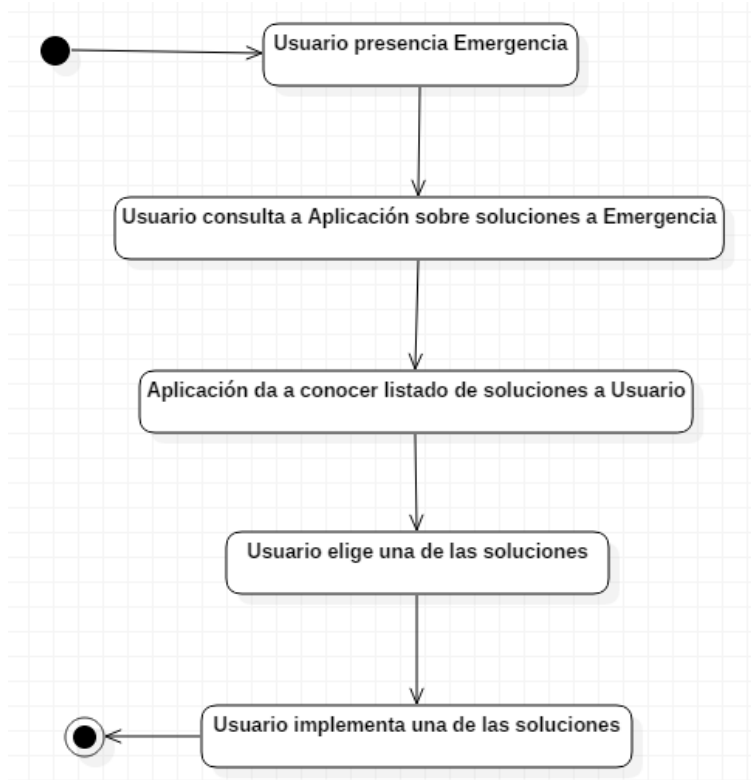 Usuario presencia Emergencia
Usuario consulta a Aplicación sobre soluciones a Emergencia
Aplicación da a conocer listado de soluciones a Usuario
Usuario elige una de las soluciones
Usuario implementa una de las soluciones